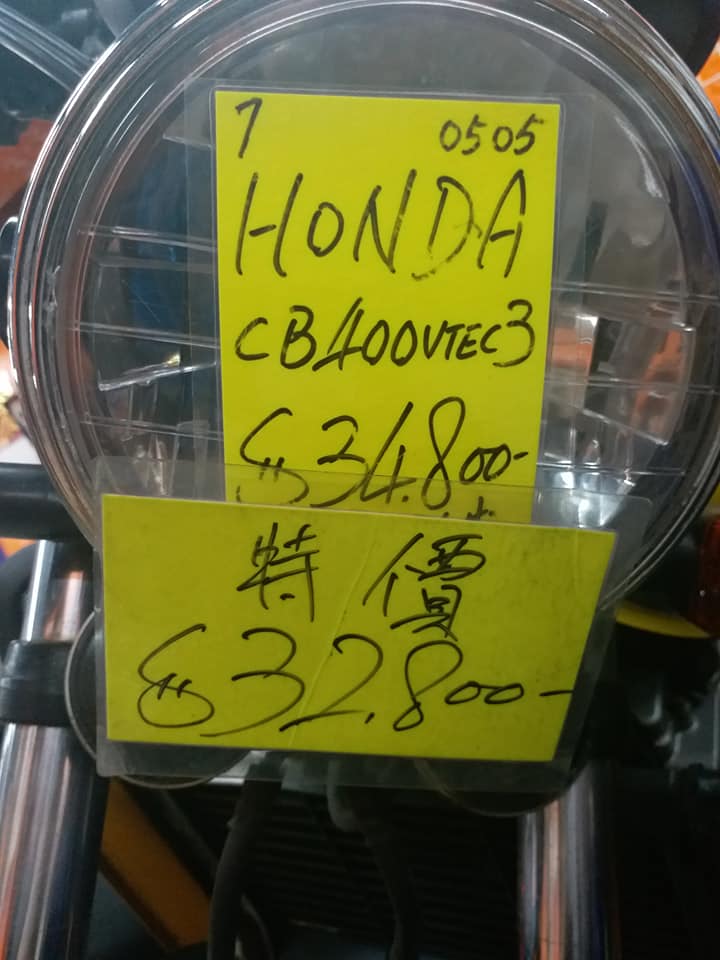 7 0505
HONDA
CB400VTEC3
$34.800-
特價
$32.800-